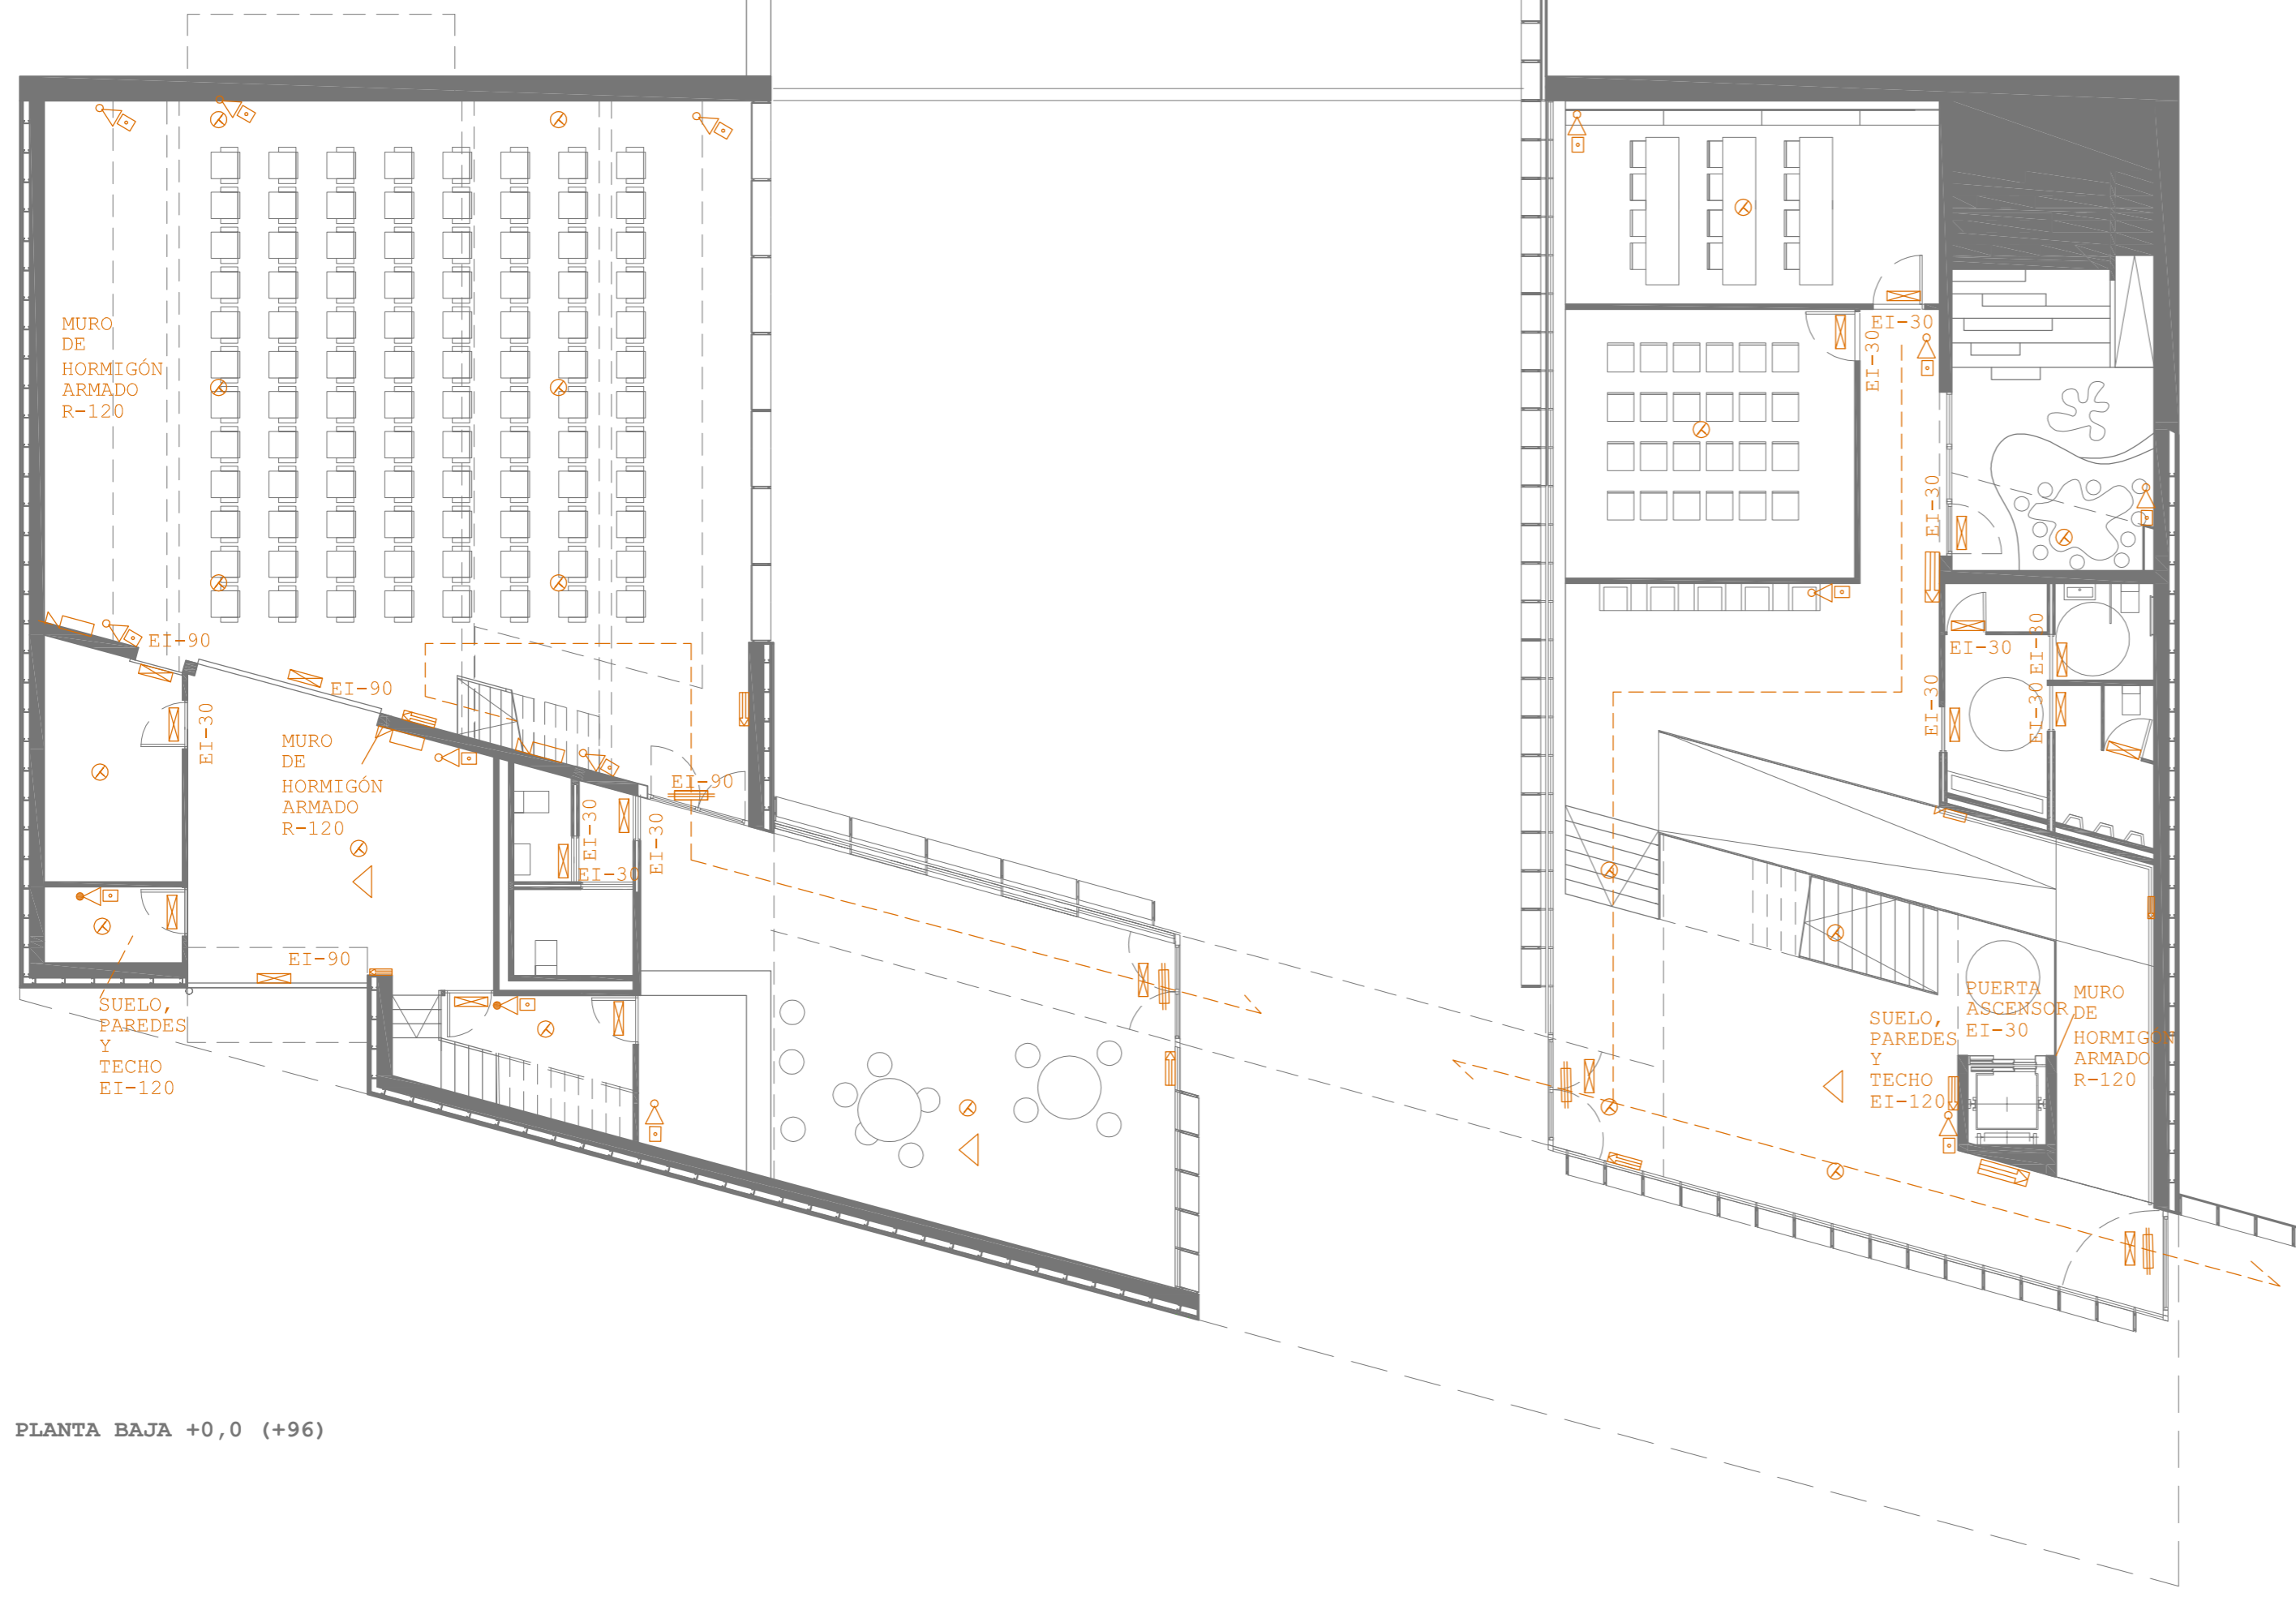 MURO
DE
HORMIGÓN
ARMADO
R-120
EI-90
EI-90
EI-30
MURO
DE
HORMIGÓN
ARMADO
R-120
EI-90
EI-30
EI-30
EI-30
EI-90
SUELO,
PAREDES
Y
TECHO
EI-120
EI-30
EI-30
EI-30
EI-30
EI-30
EI-30
EI-30
PUERTA
ASCENSOR
EI-30
MURO
DE
HORMIGÓN
ARMADO
R-120
SUELO,
PAREDES
Y
TECHO
EI-120
PLANTA BAJA +0,0 (+96)